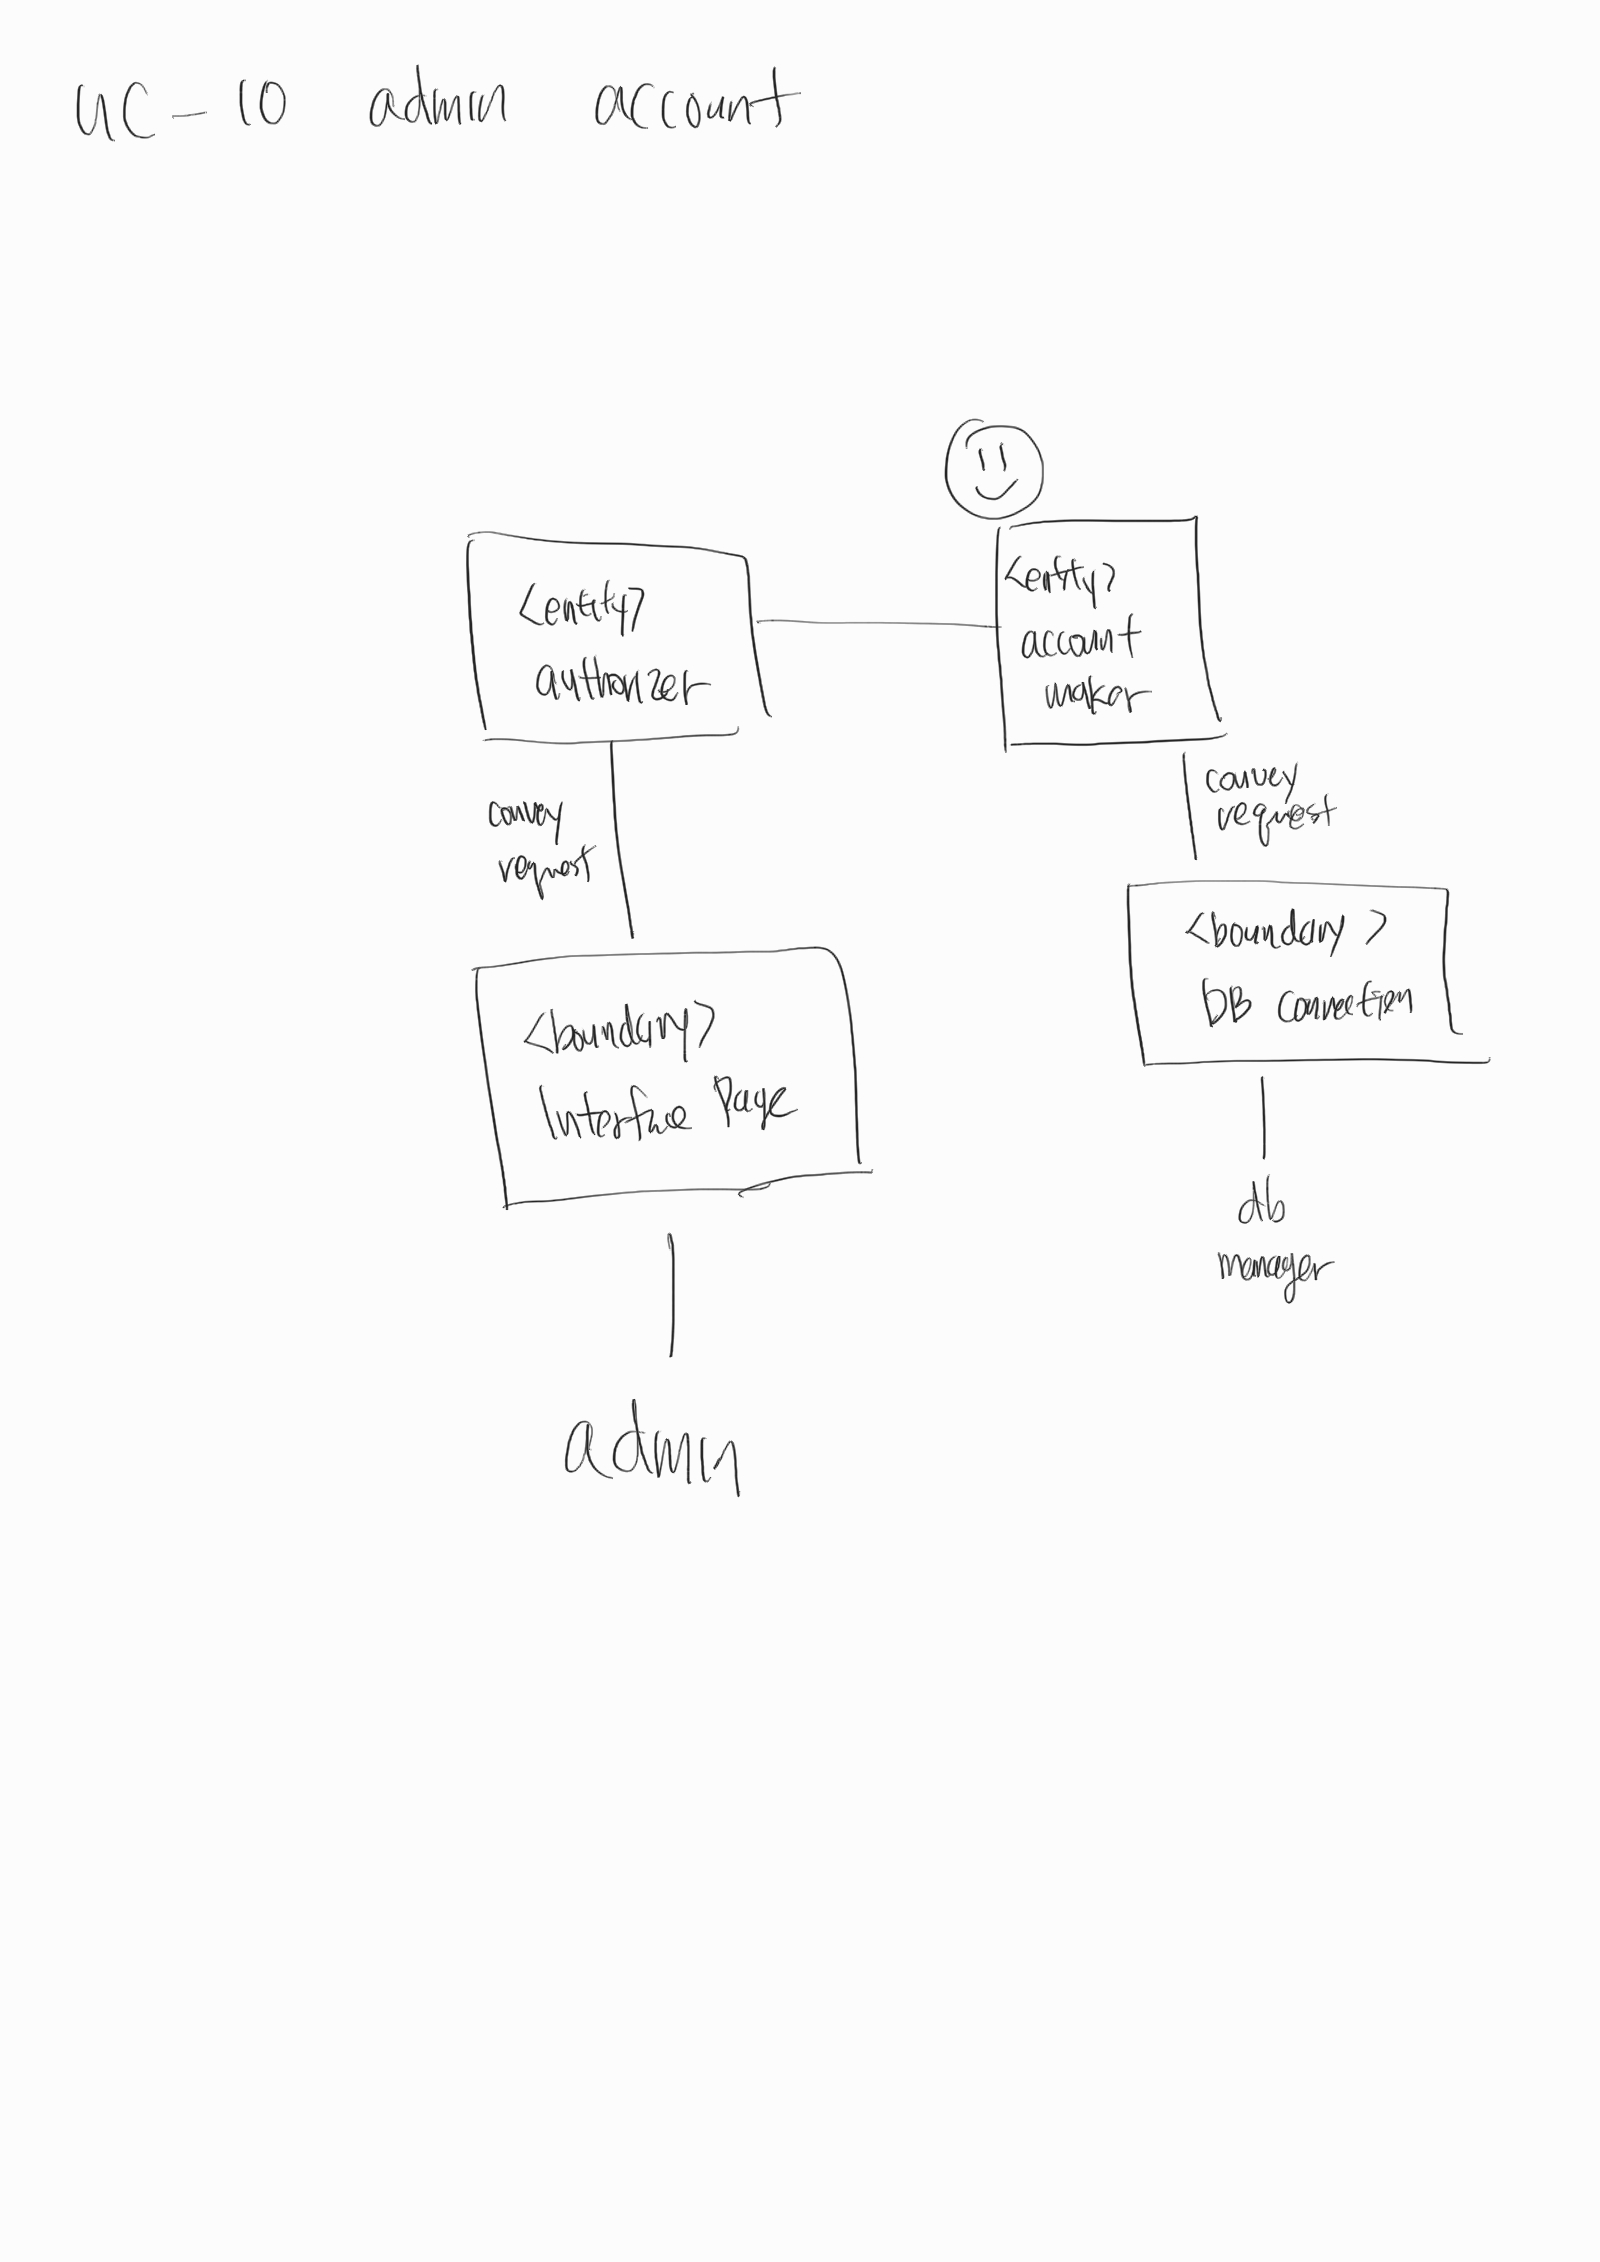 UC - 10 admin account
<entity>
authorizer
<entity>
account
maker
convey
request
convey
request
<boundary>
Interface Page
<boundary>
DB Connection
db
manager
admin